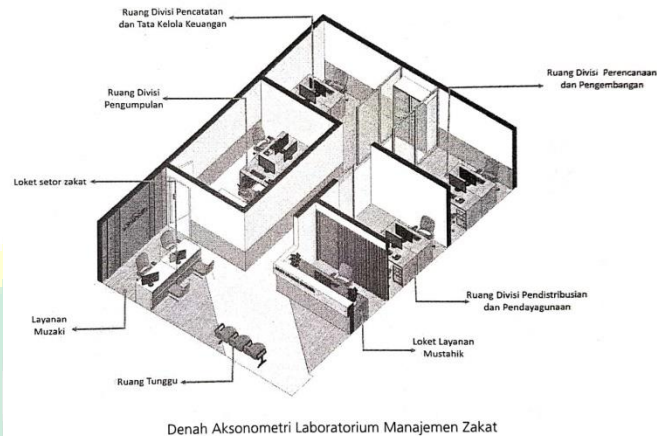 Ruang Divisi Pencatatan
dan Tata Kelola Keuangan
Ruang Divisi Perencanaan
dan Pengembangan
Ruang Divisi
Pengumpulan
Loket setor zakat
Ruang Divisi Pendistribusian
dan Pendayagunaan
Layanan
Muzaki
Loket Layanan
Mustahik
Ruang Tunggu
Denah Aksonometri Laboratorium Manajemen Zakat